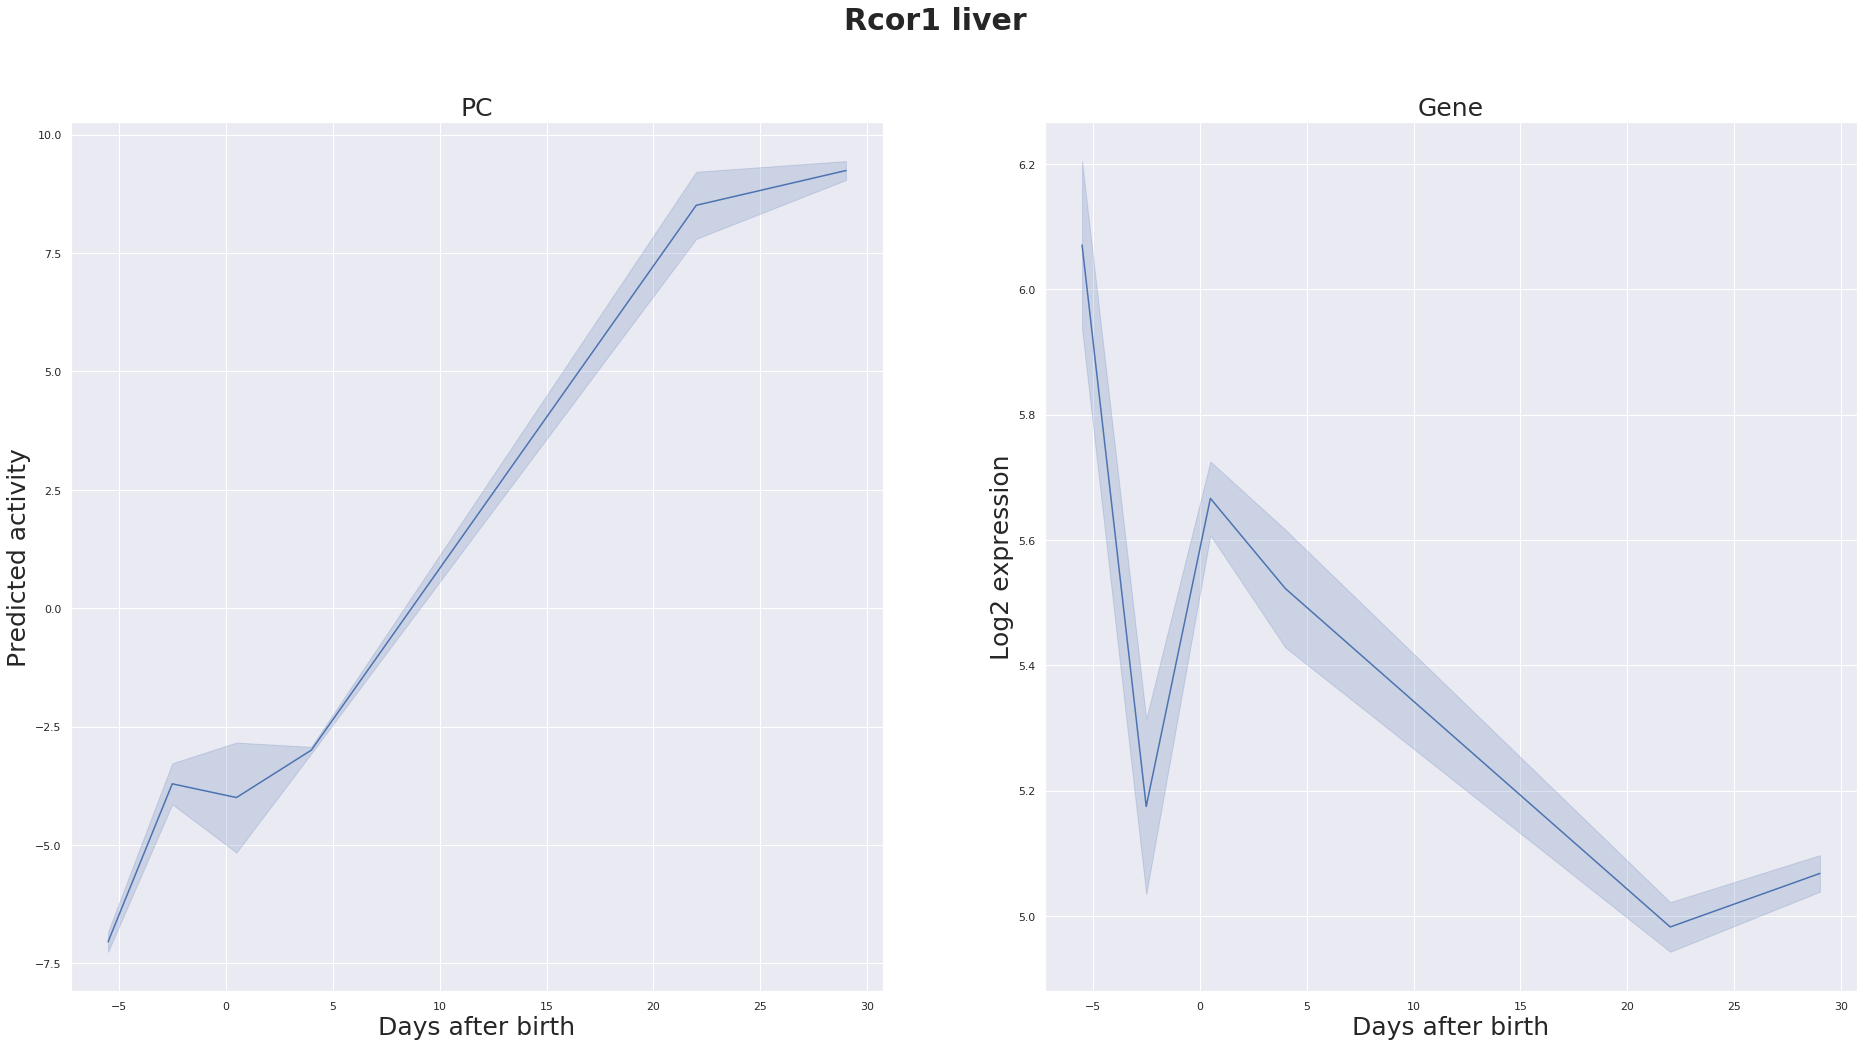 Rcor1 liver
PC
Predicted activity
10.0
7.5
5.0
2.5
0.0
−2.5
−5.0
−7.5
−5 0 5 10 15 20 25 30
Days after birth
Gene
Log2 expression
6.2
6.0
5.8
5.6
5.4
5.2
5.0
−5 0 5 10 15 20 25 30
Days after birth